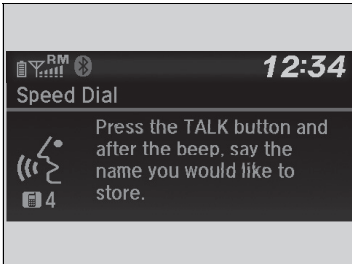 RM
12:34
Speed Dial
Press the TALK button and
after the beep, say the
name you would like to
store.
4